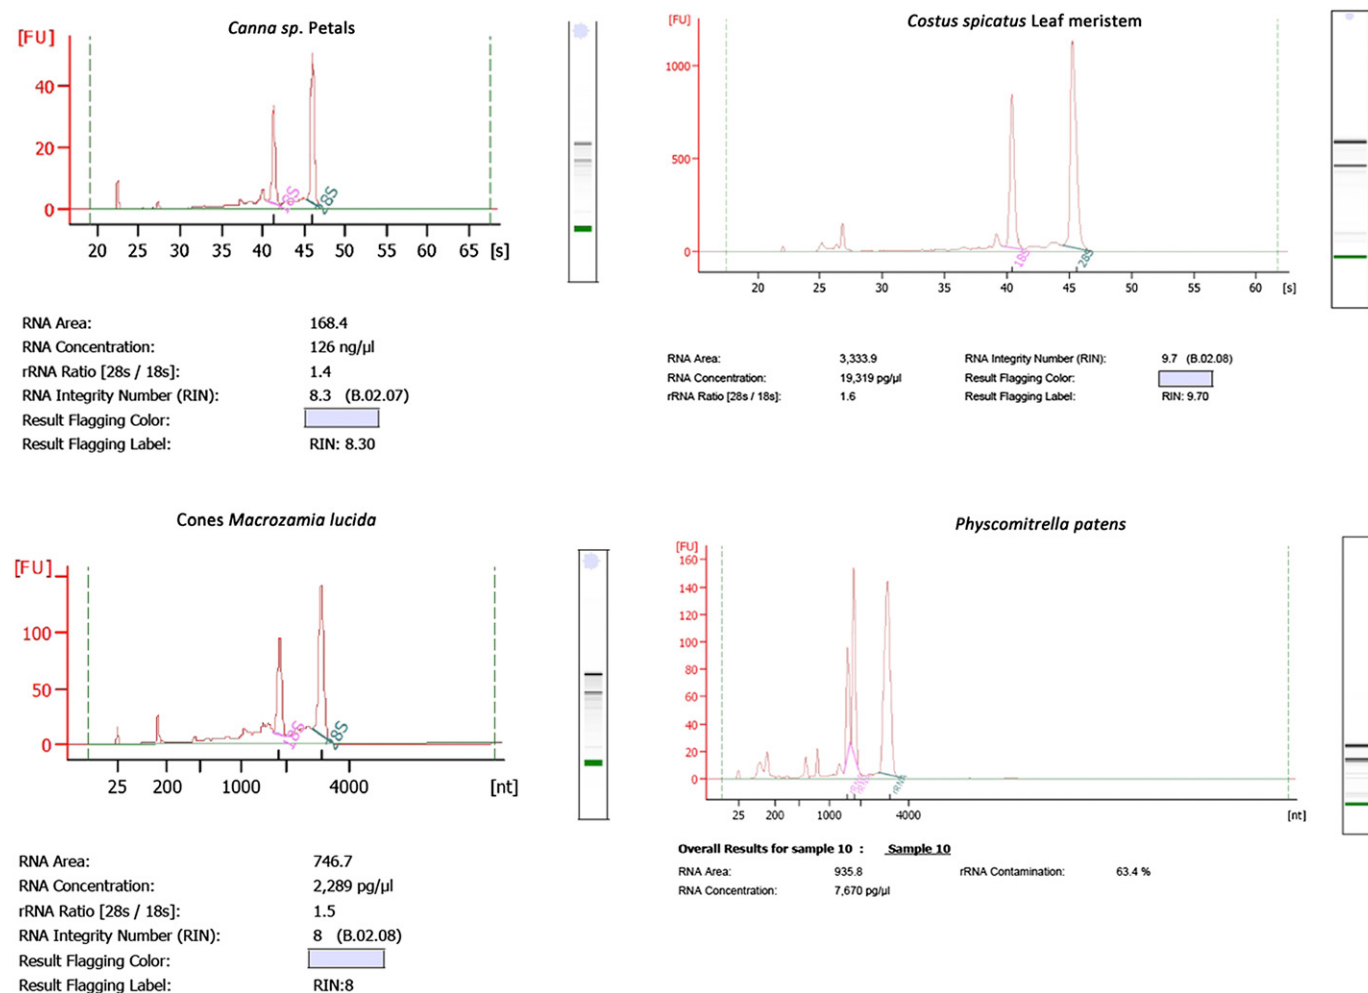 Canna sp. Petals
[FU]
40
20
0
18S
28S
20 25 30 35 40 45 50 55 60 65 [s]
RNA Area: 168.4
RNA Concentration: 126 ng/µl
rRNA Ratio [28s / 18s]: 1.4
RNA Integrity Number (RIN): 8.3 (B.02.07)
Result Flagging Color:
Result Flagging Label: RIN: 8.30
Costus spicatus Leaf meristem
[FU]
1000
500
0
18S
28S
20 25 30 35 40 45 50 55 60 [s]
RNA Area: 3,333.9 RNA Integrity Number (RIN): 9.7 (B.02.08)
RNA Concentration: 19,319 pg/µl Result Flagging Color:
rRNA Ratio [28s / 18s]: 1.6 Result Flagging Label: RIN: 9.70
Cones Macrozamia lucida
[FU]
100
50
0
18S
28S
25 200 1000 4000 [nt]
RNA Area: 746.7
RNA Concentration: 2,289 pg/µl
rRNA Ratio [28s / 18s]: 1.5
RNA Integrity Number (RIN): 8 (B.02.08)
Result Flagging Color:
Result Flagging Label: RIN:8
Physcomitrella patens
[FU]
160
140
120
100
80
60
40
20
0
rRNA
25 200 1000 4000 [nt]
Overall Results for sample 10 : Sample 10
RNA Area: 935.8 rRNA Contamination: 63.4 %
RNA Concentration: 7,670 pg/µl